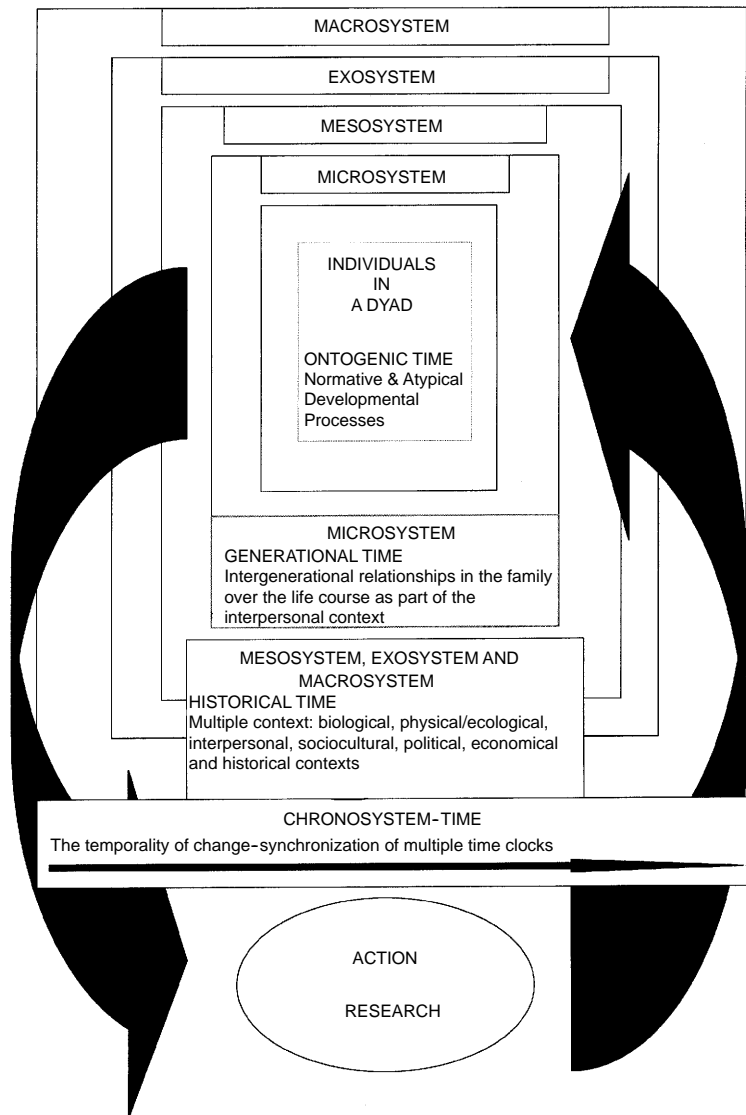 MACROSYSTEM
EXOSYSTEM
MESOSYSTEM
MICROSYSTEM
INDIVIDUALS
IN
A DYAD
ONTOGENIC TIME
Normative & Atypical
Developmental
Processes
MICROSYSTEM
GENERATIONAL TIME
Intergenerational relationships in the family
over the life course as part of the
interpersonal context
MESOSYSTEM, EXOSYSTEM AND
MACROSYSTEM
HISTORICAL TIME
Multiple context: biological, physical/ecological,
interpersonal, sociocultural, political, economical
and historical contexts
CHRONOSYSTEM-TIME
The temporality of change-synchronization of multiple time clocks
ACTION
RESEARCH